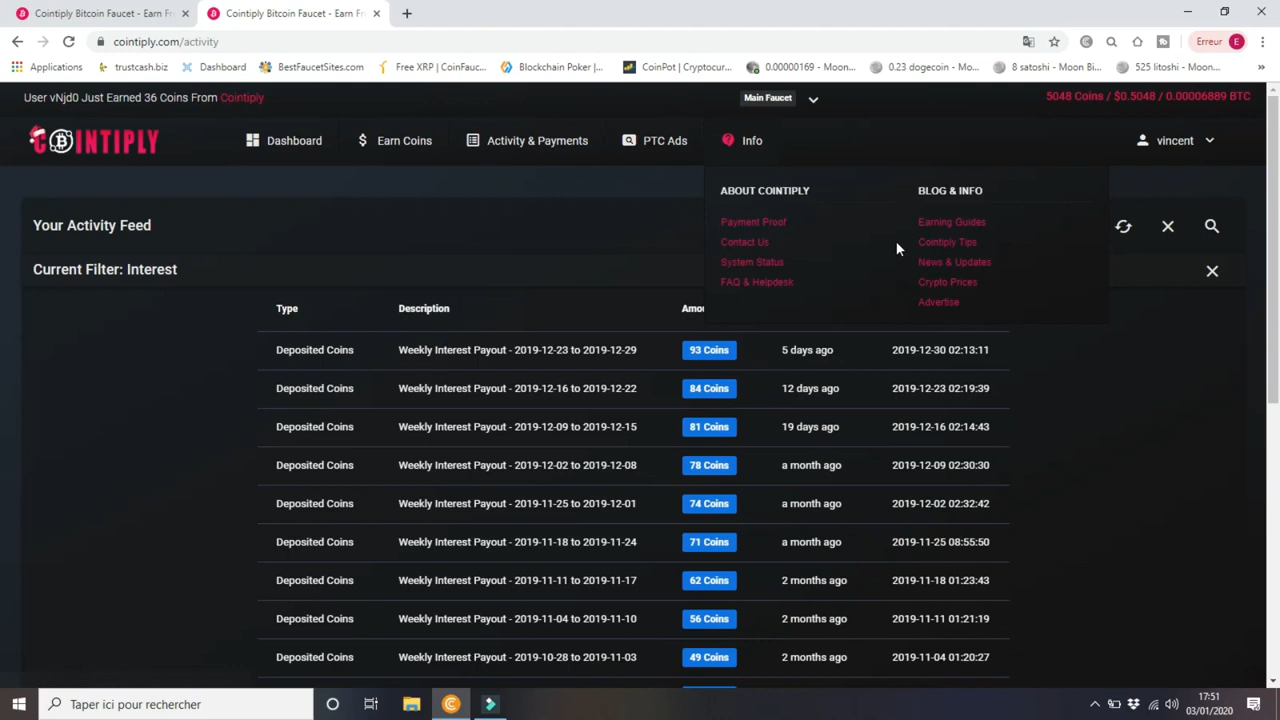 Cointiply Bitcoin Faucet - Earn Fr
Cointiply Bitcoin Faucet - Earn Fr
cointiply.com/activity
Erreur E
Applications
trustcash.biz
Dashboard
BestFaucetSites.com
Free XRP | CoinFauc...
Blockchain Poker |...
CoinPot | Cryptocur...
0.00000169 - Moon...
0.23 dogecoin - Mo...
8 satoshi - Moon Bi...
525 litoshi - Moon...
User vNjd0 Just Earned 36 Coins From Cointiply
Main Faucet
5048 Coins / $0.5048 / 0.00006889 BTC
COINTIPLY
Dashboard
Earn Coins
Activity & Payments
PTC Ads
Info
vincent
ABOUT COINTIPLY
Payment Proof
Contact Us
System Status
FAQ & Helpdesk
BLOG & INFO
Earning Guides
Cointiply Tips
News & Updates
Crypto Prices
Advertise
Your Activity Feed
Current Filter: Interest
Type Description Amou
Deposited Coins Weekly Interest Payout - 2019-12-23 to 2019-12-29 93 Coins 5 days ago 2019-12-30 02:13:11
Deposited Coins Weekly Interest Payout - 2019-12-16 to 2019-12-22 84 Coins 12 days ago 2019-12-23 02:19:39
Deposited Coins Weekly Interest Payout - 2019-12-09 to 2019-12-15 81 Coins 19 days ago 2019-12-16 02:14:43
Deposited Coins Weekly Interest Payout - 2019-12-02 to 2019-12-08 78 Coins a month ago 2019-12-09 02:30:30
Deposited Coins Weekly Interest Payout - 2019-11-25 to 2019-12-01 74 Coins a month ago 2019-12-02 02:32:42
Deposited Coins Weekly Interest Payout - 2019-11-18 to 2019-11-24 71 Coins a month ago 2019-11-25 08:55:50
Deposited Coins Weekly Interest Payout - 2019-11-11 to 2019-11-17 62 Coins 2 months ago 2019-11-18 01:23:43
Deposited Coins Weekly Interest Payout - 2019-11-04 to 2019-11-10 56 Coins 2 months ago 2019-11-11 01:21:19
Deposited Coins Weekly Interest Payout - 2019-10-28 to 2019-11-03 49 Coins 2 months ago 2019-11-04 01:20:27
Taper ici pour rechercher
17:51
03/01/2020